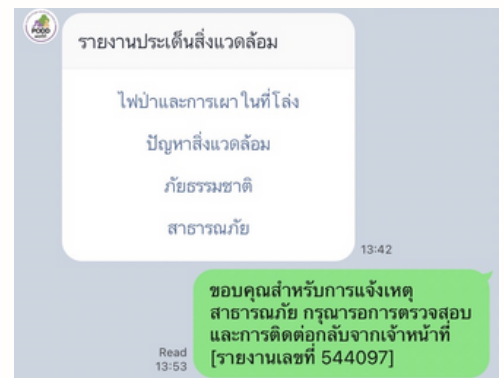 PODD
รายงานประเด็นสิ่งแวดล้อม
ไฟป่าและการเผาในที่โล่ง
ปัญหาสิ่งแวดล้อม
ภัยธรรมชาติ
สาธารณภัย
13:42
ขอบคุณสำหรับการแจ้งเหตุ
สาธารณภัย กรุณารอการตรวจสอบ
และการติดต่อกลับจากเจ้าหน้าที่
[รายงานเลขที่ 544097]
Read
13:53